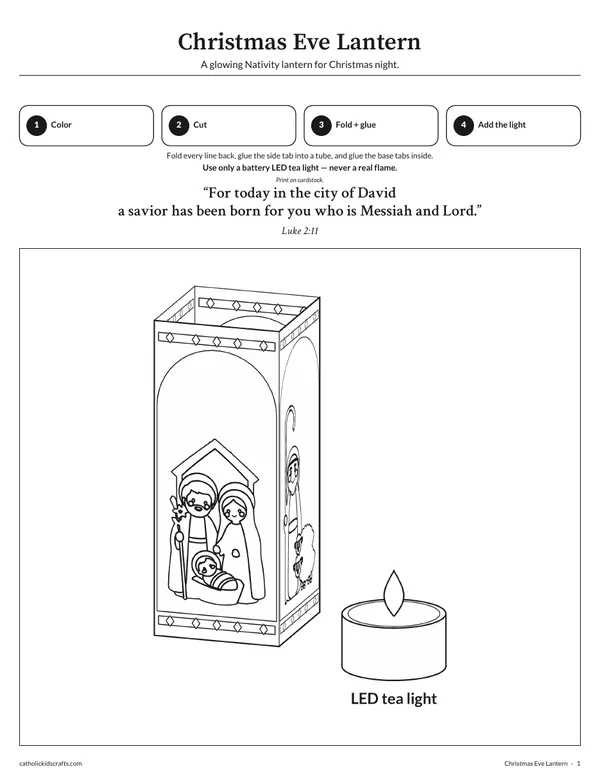 Christmas Eve Lantern
A glowing Nativity lantern for Christmas night.
1 Color
2 Cut
3 Fold + glue
4 Add the light
Fold every line back, glue the side tab into a tube, and glue the base tabs inside.
Use only a battery LED tea light — never a real flame.
Print on cardstock.
“For today in the city of David
a savior has been born for you who is Messiah and Lord.”
Luke 2:11
LED tea light
catholickidscrafts.com
Christmas Eve Lantern - 1